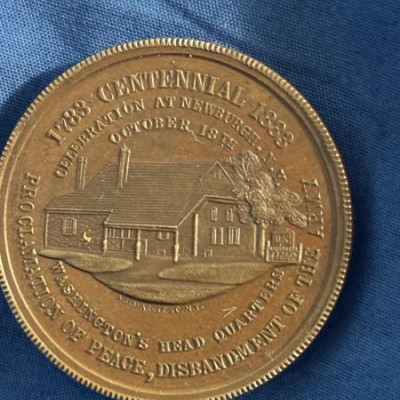 1783 · CENTENNIAL · 1883
CELEBRATION AT NEWBURGH, N.Y.
OCTOBER 18TH
WASHINGTON'S HEAD QUARTERS
PROCLAMATION OF PEACE, DISBANDMENT OF THE ARMY.